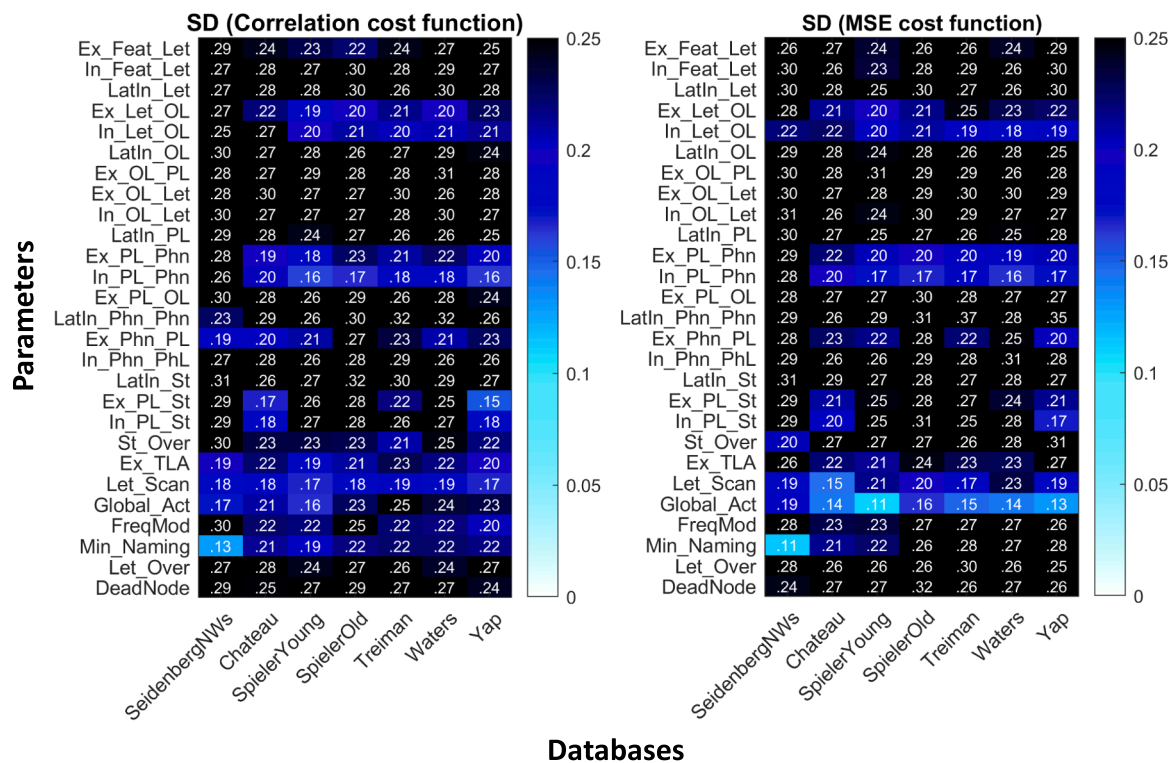 SD (Correlation cost function)
Ex_Feat_Let .29 .24 .23 .22 .24 .27 .25
In_Feat_Let .27 .28 .27 .30 .28 .29 .27
LatIn_Let .27 .28 .28 .30 .26 .30 .28
Ex_Let_OL .27 .22 .19 .20 .21 .20 .23
In_Let_OL .25 .27 .20 .21 .20 .21 .21
LatIn_OL .30 .27 .28 .26 .27 .29 .24
Ex_OL_PL .28 .27 .29 .28 .28 .31 .28
Ex_OL_Let .28 .30 .27 .27 .30 .26 .28
In_OL_Let .30 .27 .27 .27 .28 .30 .27
LatIn_PL .29 .28 .24 .27 .26 .26 .25
Ex_PL_Phn .28 .19 .18 .23 .21 .22 .20
In_PL_Phn .26 .20 .16 .17 .18 .18 .16
Ex_PL_OL .30 .28 .26 .29 .26 .28 .24
LatIn_Phn_Phn .23 .29 .26 .30 .32 .32 .26
Ex_Phn_PL .19 .20 .21 .27 .23 .21 .23
In_Phn_PhL .27 .28 .26 .28 .29 .26 .26
LatIn_St .31 .26 .27 .32 .30 .29 .27
Ex_PL_St .29 .17 .26 .28 .22 .25 .15
In_PL_St .29 .18 .27 .28 .26 .27 .18
St_Over .30 .23 .23 .23 .21 .25 .22
Ex_TLA .19 .22 .19 .21 .23 .22 .20
Let_Scan .18 .18 .17 .18 .19 .19 .17
Global_Act .17 .21 .16 .23 .25 .24 .23
FreqMod .30 .22 .22 .25 .22 .22 .20
Min_Naming .13 .21 .19 .22 .22 .22 .22
Let_Over .27 .28 .24 .27 .26 .24 .27
DeadNode .29 .25 .27 .29 .27 .27 .24
SeidenbergNWs
Chateau
SpielerYoung
SpielerOld
Treiman
Waters
Yap
0.25
0.2
0.15
0.1
0.05
0
SD (MSE cost function)
Ex_Feat_Let .26 .27 .24 .26 .26 .24 .29
In_Feat_Let .30 .26 .23 .28 .29 .26 .30
LatIn_Let .30 .28 .25 .30 .27 .26 .30
Ex_Let_OL .28 .21 .20 .21 .25 .23 .22
In_Let_OL .22 .22 .20 .21 .19 .18 .19
LatIn_OL .29 .28 .24 .28 .26 .28 .25
Ex_OL_PL .30 .28 .31 .29 .29 .26 .28
Ex_OL_Let .30 .27 .28 .29 .30 .30 .29
In_OL_Let .31 .26 .24 .30 .29 .27 .27
LatIn_PL .30 .27 .25 .27 .25 .28 .28
Ex_PL_Phn .29 .22 .20 .20 .20 .19 .20
In_PL_Phn .28 .20 .17 .17 .17 .16 .17
Ex_PL_OL .28 .27 .27 .30 .28 .27 .27
LatIn_Phn_Phn .29 .28 .29 .31 .37 .28 .35
Ex_Phn_PL .28 .23 .22 .28 .22 .25 .20
In_Phn_PhL .29 .26 .26 .29 .28 .31 .28
LatIn_St .31 .29 .27 .28 .27 .28 .27
Ex_PL_St .29 .21 .25 .28 .27 .24 .21
In_PL_St .29 .20 .25 .31 .25 .28 .17
St_Over .20 .27 .27 .27 .26 .28 .31
Ex_TLA .26 .22 .21 .24 .23 .23 .27
Let_Scan .19 .15 .21 .20 .17 .23 .19
Global_Act .19 .14 .11 .16 .15 .14 .13
FreqMod .28 .23 .23 .27 .27 .27 .26
Min_Naming .11 .21 .22 .26 .28 .27 .28
Let_Over .28 .26 .26 .26 .30 .26 .25
DeadNode .24 .27 .27 .32 .26 .27 .26
SeidenbergNWs
Chateau
SpielerYoung
SpielerOld
Treiman
Waters
Yap
0.25
0.2
0.15
0.1
0.05
0
Parameters
Databases